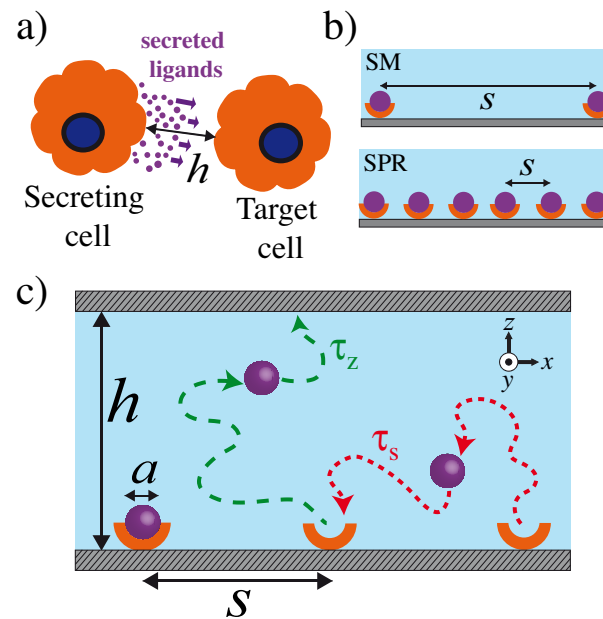 a)
secreted
ligands
h
Secreting
cell
Target
cell
b)
SM
s
SPR
s
c)
h
a
s
τz
τs
z
y
x